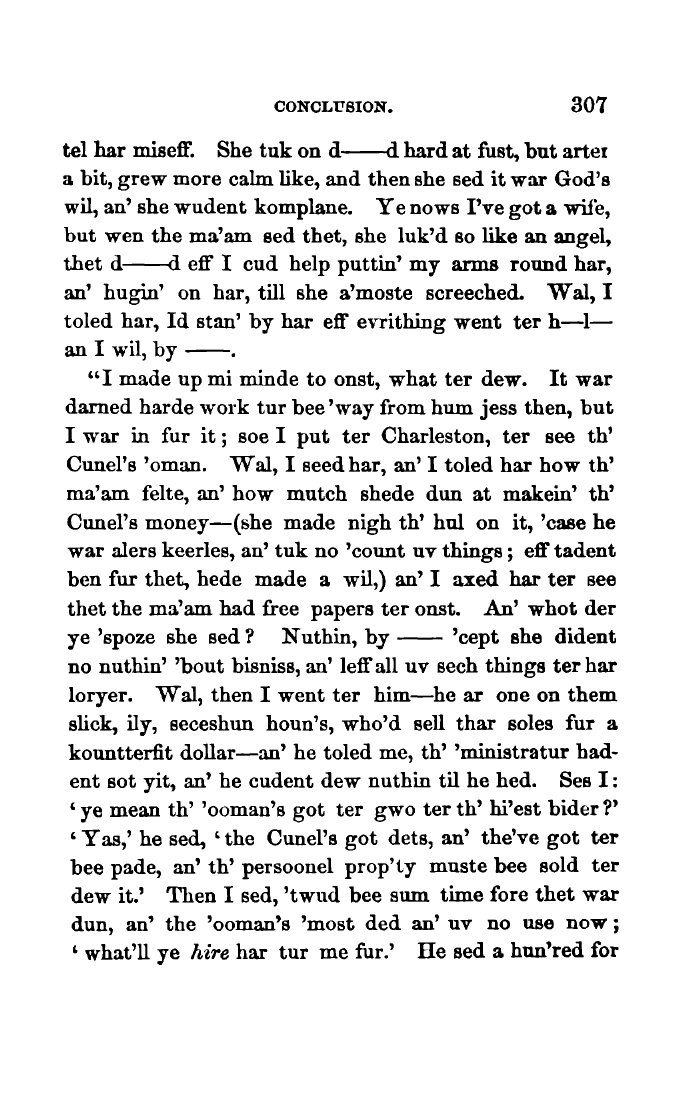 CONCLUSION. 307
tel har miseff. She tuk on d——d hard at fust, but arter
a bit, grew more calm like, and then she sed it war God's
wil, an' she wudent komplane. Ye nows I've got a wife,
but wen the ma'am sed thet, she luk'd so like an angel,
thet d——d eff I cud help puttin' my arms round har,
an' hugin' on har, till she a'moste screeched. Wal, I
toled har, Id stan' by har eff evrithing went ter h—l—
an I wil, by ——.
"I made up mi minde to onst, what ter dew. It war
darned harde work tur bee 'way from hum jess then, but
I war in fur it; soe I put ter Charleston, ter see th'
Cunel's 'oman. Wal, I seed har, an' I toled har how th'
ma'am felte, an' how mutch shede dun at makein' th'
Cunel's money—(she made nigh th' hul on it, 'case he
war alers keerles, an' tuk no 'count uv things; eff tadent
ben fur thet, hede made a wil,) an' I axed har ter see
thet the ma'am had free papers ter onst. An' whot der
ye 'spoze she sed? Nuthin, by —— 'cept she dident
no nuthin' 'bout bisniss, an' leff all uv sech things ter har
loryer. Wal, then I went ter him—he ar one on them
slick, ily, seceshun houn's, who'd sell thar soles fur a
kountterfit dollar—an' he toled me, th' 'ministratur had-
ent sot yit, an' he cudent dew nuthin til he hed. Ses I:
'ye mean th' 'ooman's got ter gwo ter th' hi'est bider?'
'Yas,' he sed, 'the Cunel's got dets, an' the've got ter
bee pade, an' th' persoonel prop'ty muste bee sold ter
dew it.' Then I sed, 'twud bee sum time fore thet war
dun, an' the 'ooman's 'most ded an' uv no use now;
'what'll ye hire har tur me fur.' He sed a hun'red for